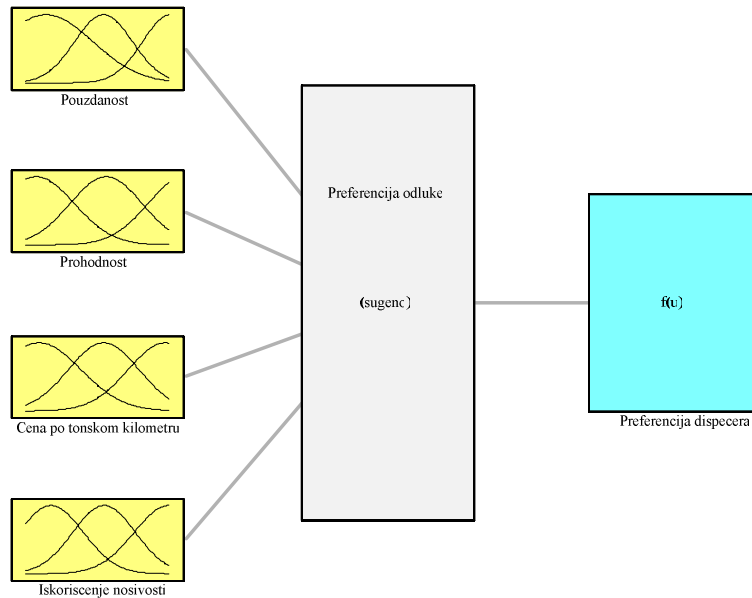 Pouzdanost
Prohodnost
Cena po tonskom kilometru
Iskoriscenje nosivosti
Preferencija odluke
(sugeno)
f(u)
Preferencija dispecera